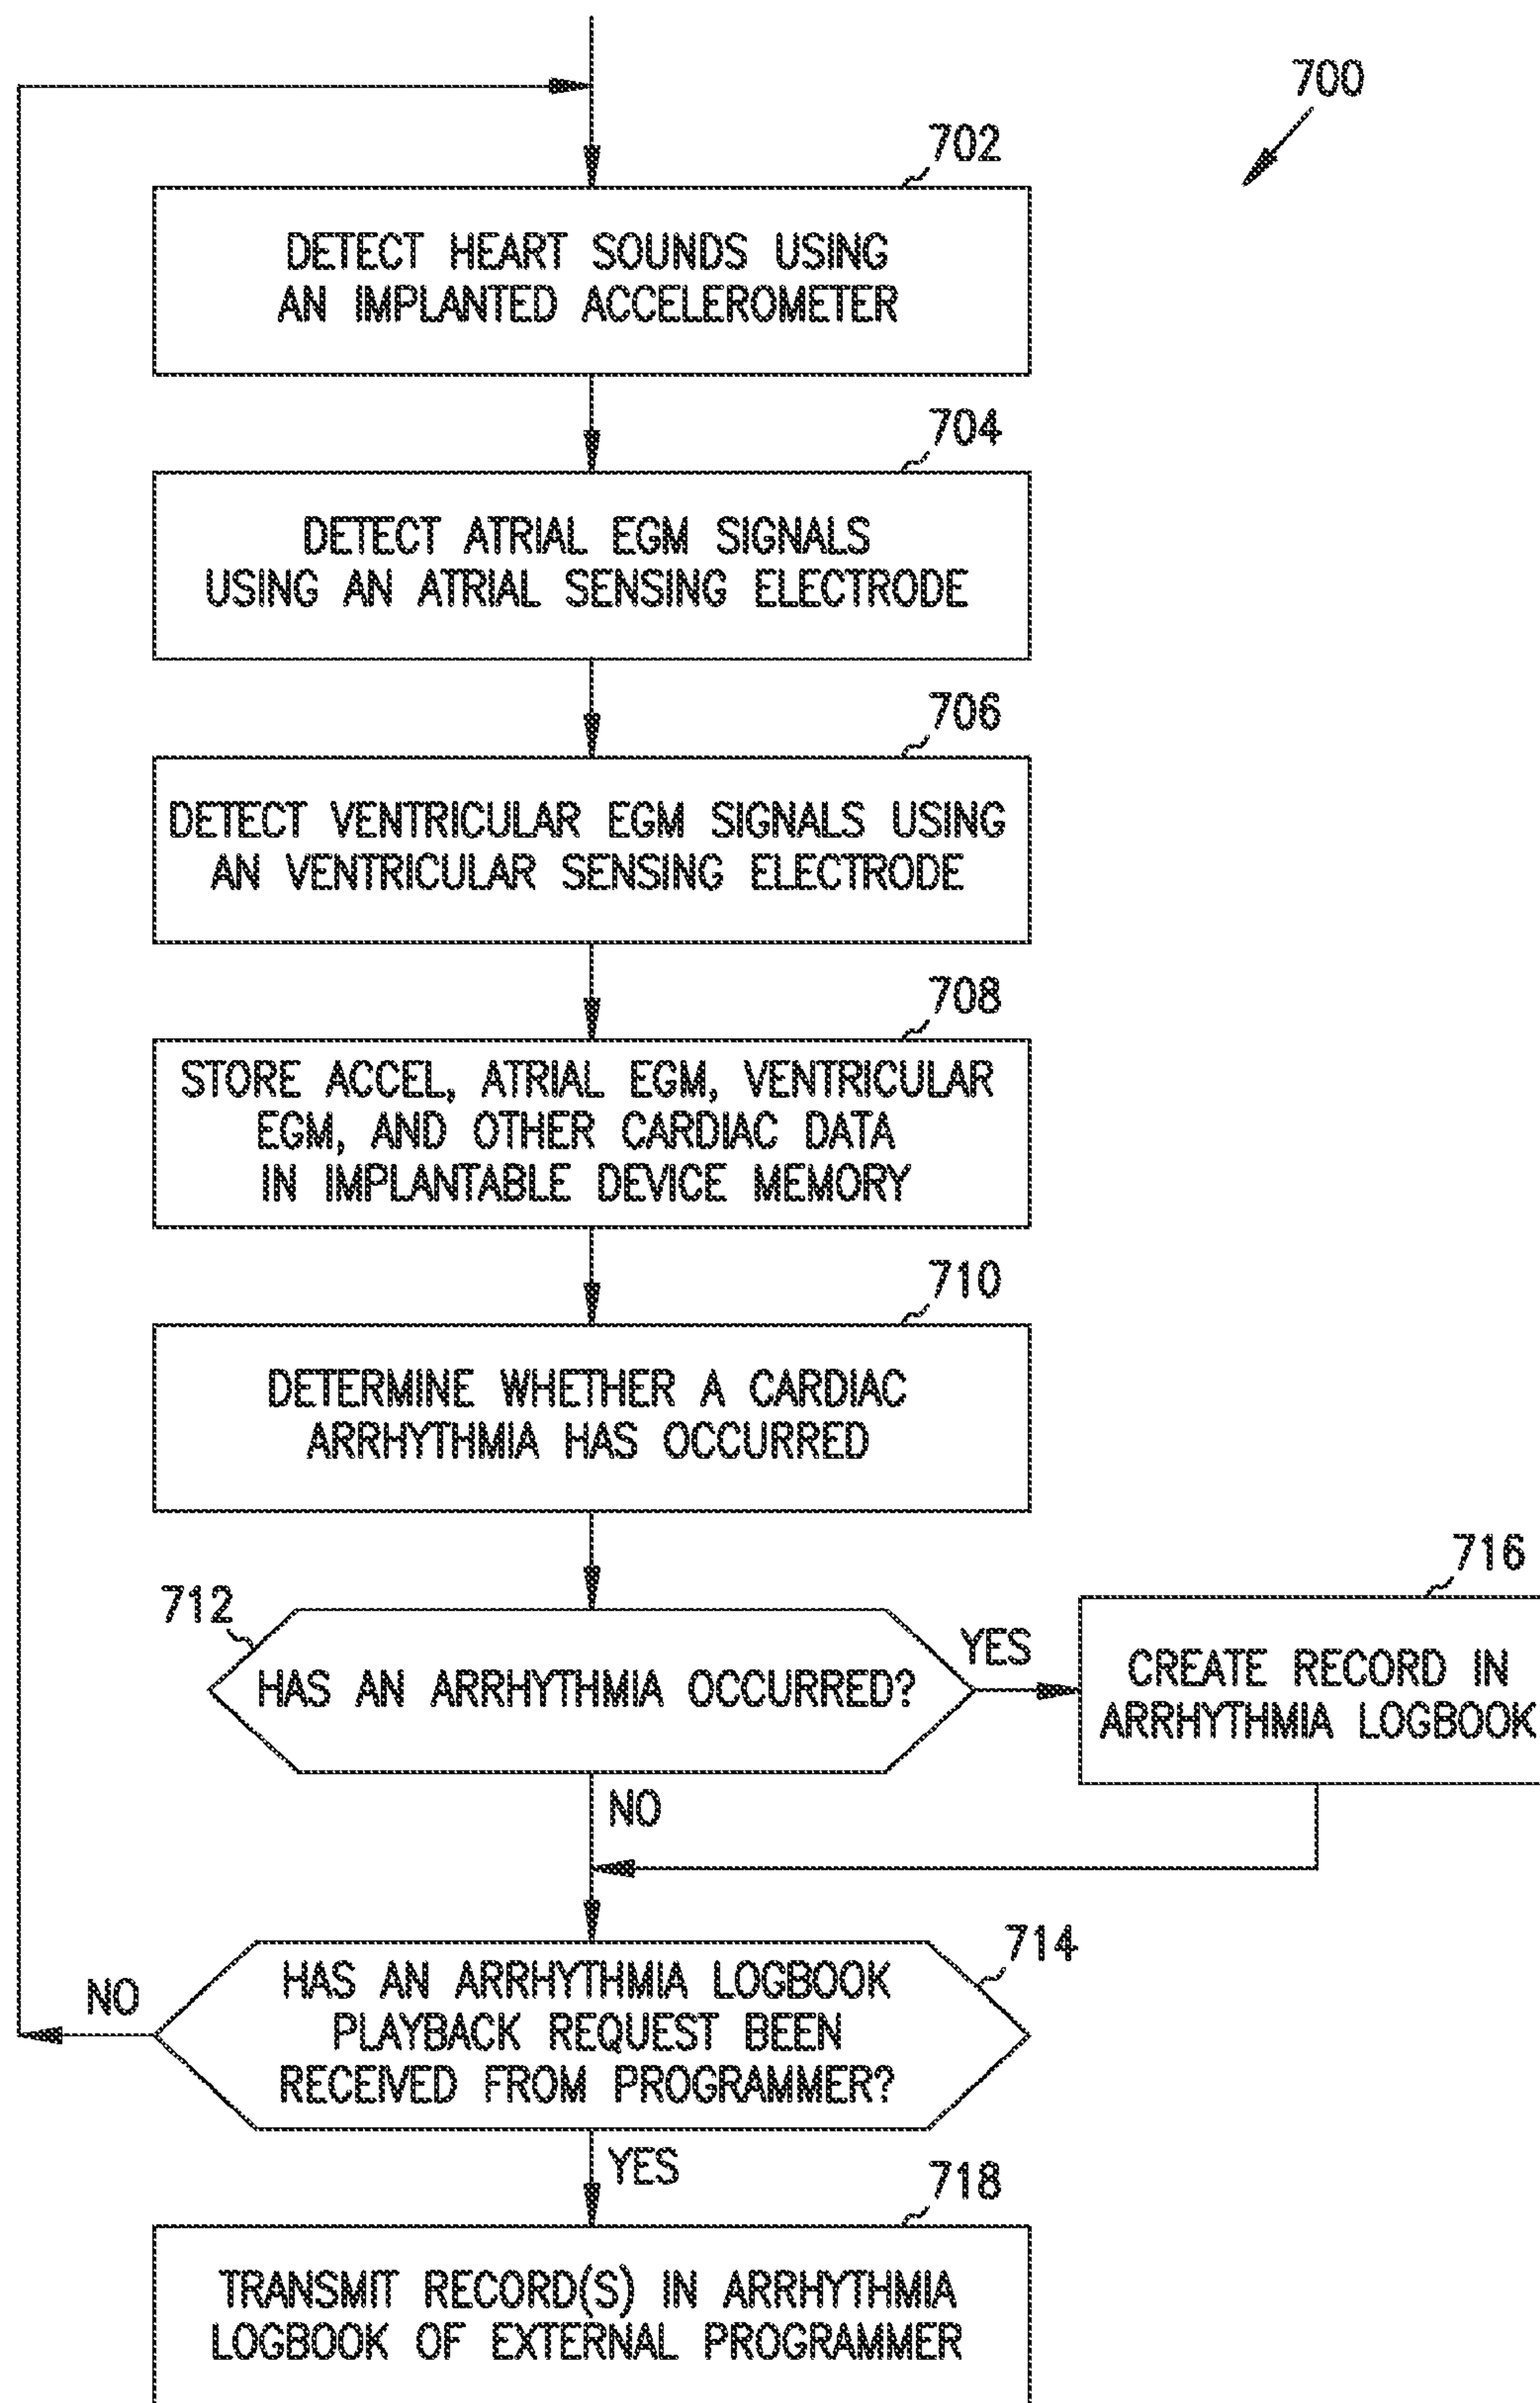 700
702
DETECT HEART SOUNDS USING
AN IMPLANTED ACCELEROMETER
704
DETECT ATRIAL EGM SIGNALS
USING AN ATRIAL SENSING ELECTRODE
706
DETECT VENTRICULAR EGM SIGNALS USING
AN VENTRICULAR SENSING ELECTRODE
708
STORE ACCEL, ATRIAL EGM, VENTRICULAR
EGM, AND OTHER CARDIAC DATA
IN IMPLANTABLE DEVICE MEMORY
710
DETERMINE WHETHER A CARDIAC
ARRHYTHMIA HAS OCCURRED
712
HAS AN ARRHYTHMIA OCCURRED?
YES
716
CREATE RECORD IN
ARRHYTHMIA LOGBOOK
NO
714
HAS AN ARRHYTHMIA LOGBOOK
PLAYBACK REQUEST BEEN
RECEIVED FROM PROGRAMMER?
NO
YES
718
TRANSMIT RECORD(S) IN ARRHYTHMIA
LOGBOOK OF EXTERNAL PROGRAMMER